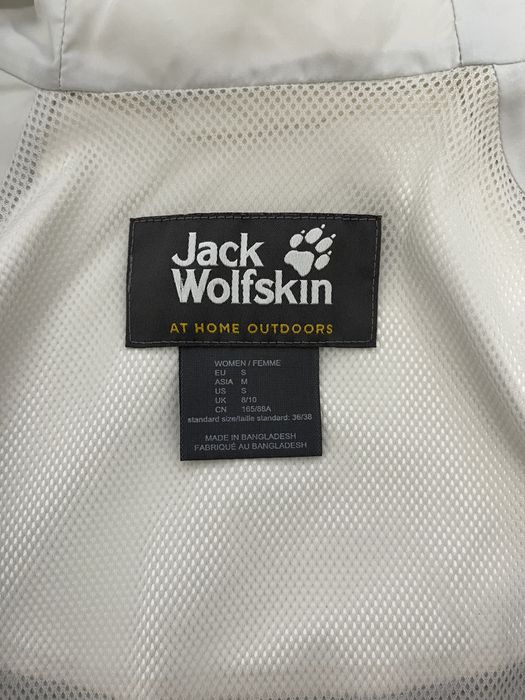 Jack
Wolfskin
AT HOME OUTDOORS
WOMEN / FEMME
EU S
ASIA M
US S
UK 8/10
CN 165/88A
standard size/taille standard: 36/38
MADE IN BANGLADESH
FABRIQUÉ AU BANGLADESH